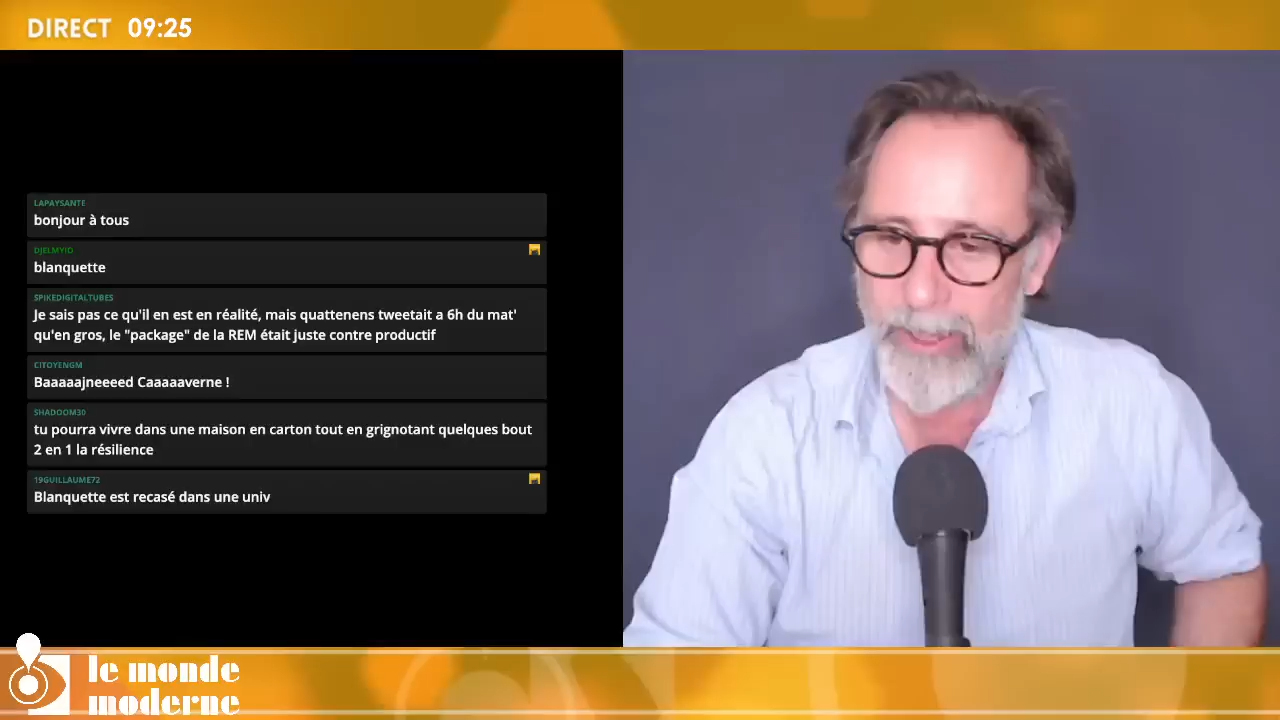 DIRECT 09:25
LAPAYSANTE
bonjour à tous
DJELMYID
blanquette
SPIKEDIGITALTUBES
Je sais pas ce qu'il en est en réalité, mais quattenens tweetait a 6h du mat'
qu'en gros, le "package" de la REM était juste contre productif
CITOYENGM
Baaaaajneeeed Caaaaaverne !
SHADOOM30
tu pourra vivre dans une maison en carton tout en grignotant quelques bout
2 en 1 la résilience
19GUILLAUME72
Blanquette est recasé dans une univ
le monde
moderne